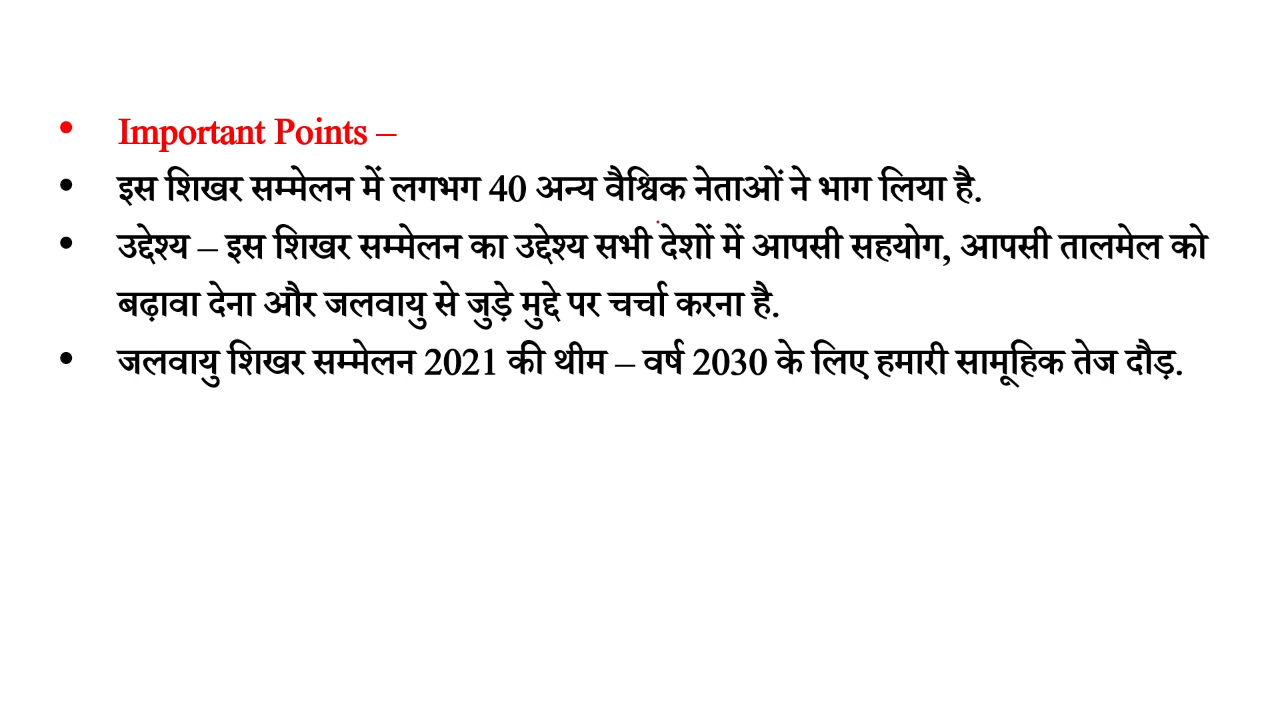 • Important Points –
• इस शिखर सम्मेलन में लगभग 40 अन्य वैश्विक नेताओं ने भाग लिया है.
• उद्देश्य – इस शिखर सम्मेलन का उद्देश्य सभी देशों में आपसी सहयोग, आपसी तालमेल को
बढ़ावा देना और जलवायु से जुड़े मुद्दे पर चर्चा करना है.
• जलवायु शिखर सम्मेलन 2021 की थीम – वर्ष 2030 के लिए हमारी सामूहिक तेज दौड़.